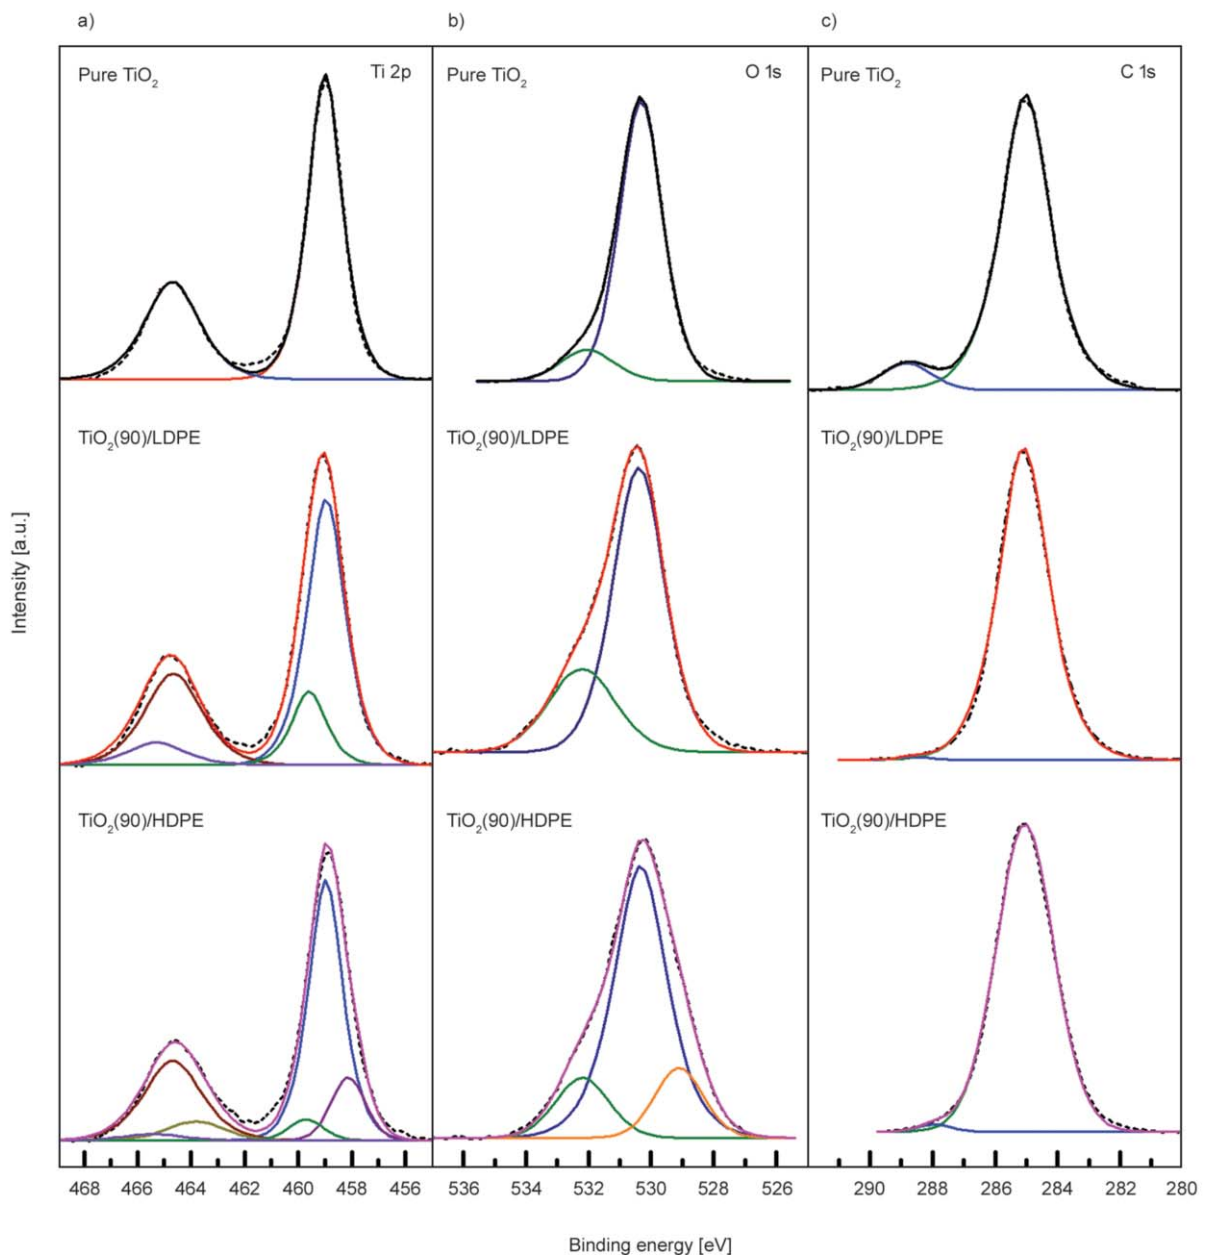 a) b) c)
Pure TiO₂ Ti 2p Pure TiO₂ O 1s Pure TiO₂ C 1s
TiO₂(90)/LDPE TiO₂(90)/LDPE TiO₂(90)/LDPE
Intensity [a.u.]
TiO₂(90)/HDPE TiO₂(90)/HDPE TiO₂(90)/HDPE
468 466 464 462 460 458 456 536 534 532 530 528 526 290 288 286 284 282 280
Binding energy [eV]